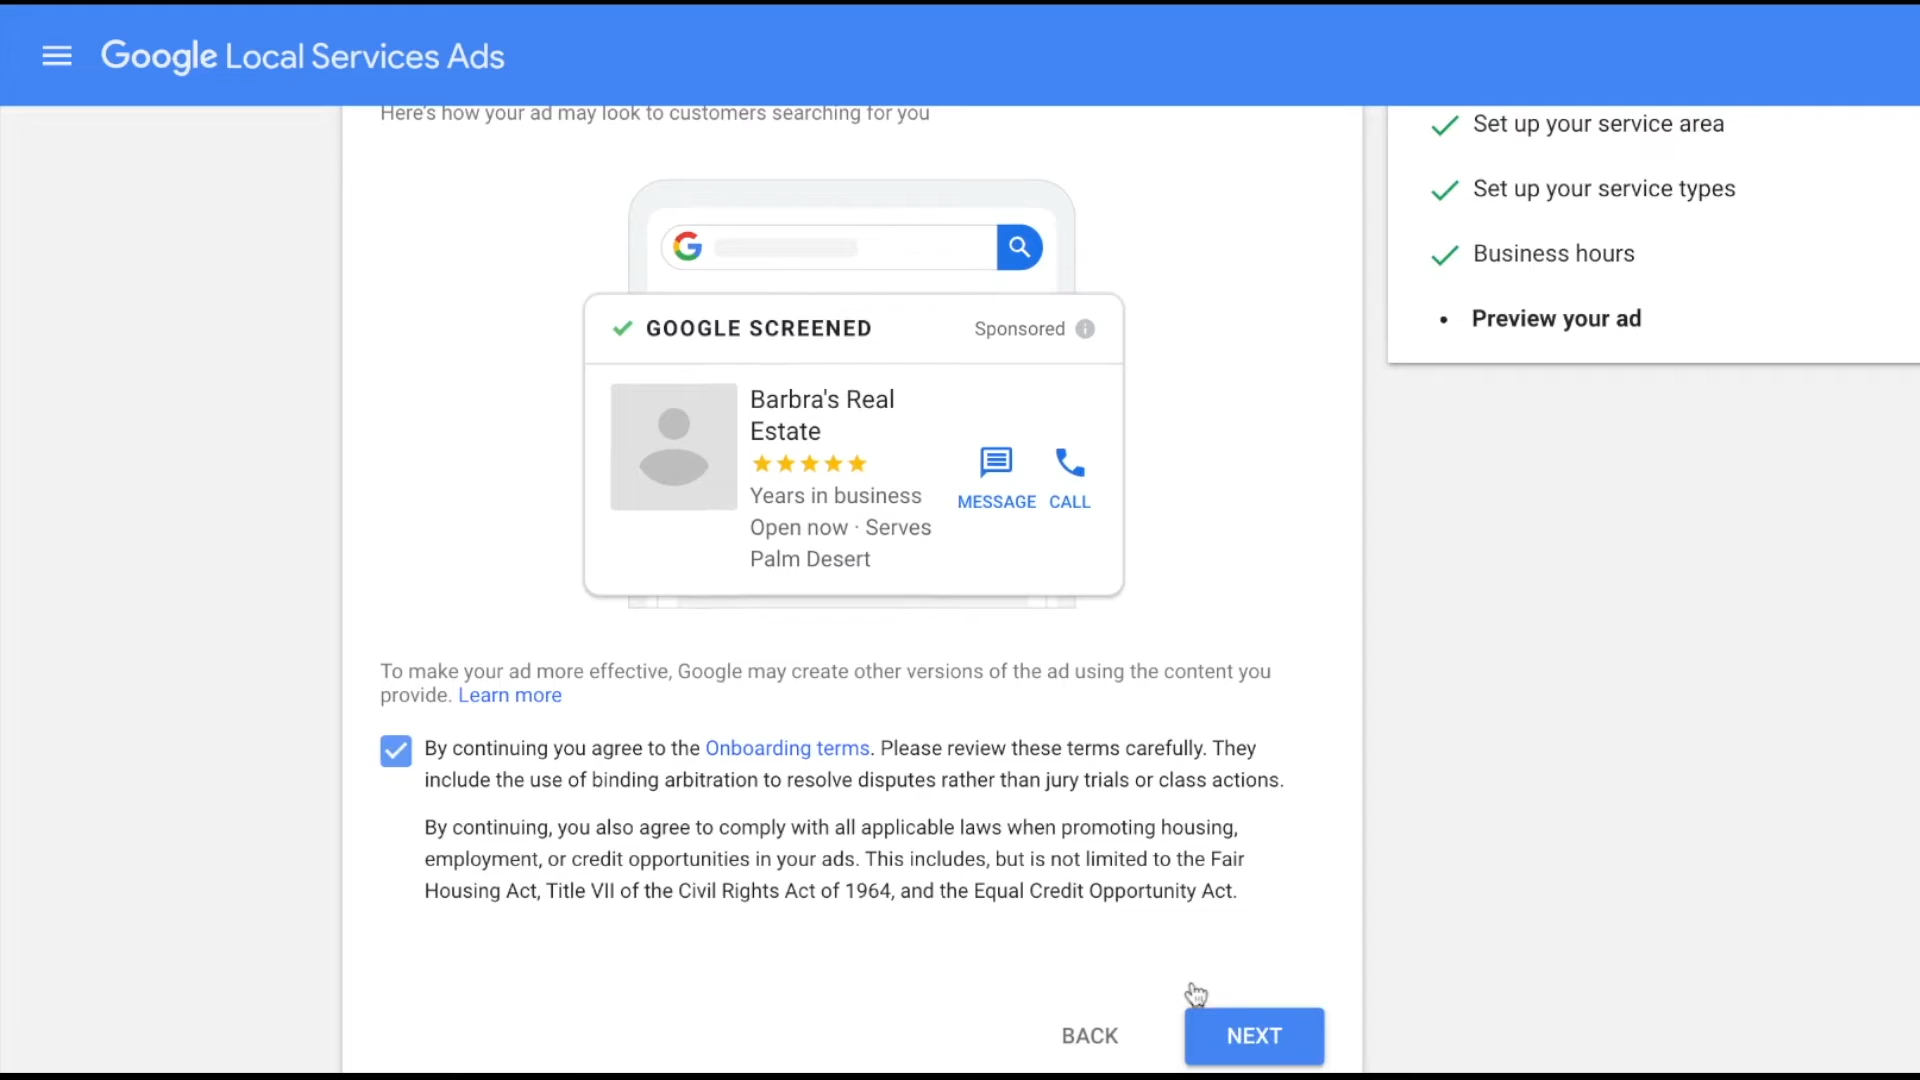 Google Local Services Ads
Here's how your ad may look to customers searching for you
GOOGLE SCREENED
Sponsored
Barbra's Real
Estate
Years in business
Open now · Serves
Palm Desert
MESSAGE
CALL
To make your ad more effective, Google may create other versions of the ad using the content you
provide. Learn more
By continuing you agree to the Onboarding terms. Please review these terms carefully. They
include the use of binding arbitration to resolve disputes rather than jury trials or class actions.
By continuing, you also agree to comply with all applicable laws when promoting housing,
employment, or credit opportunities in your ads. This includes, but is not limited to the Fair
Housing Act, Title VII of the Civil Rights Act of 1964, and the Equal Credit Opportunity Act.
BACK
NEXT
Set up your service area
Set up your service types
Business hours
• Preview your ad